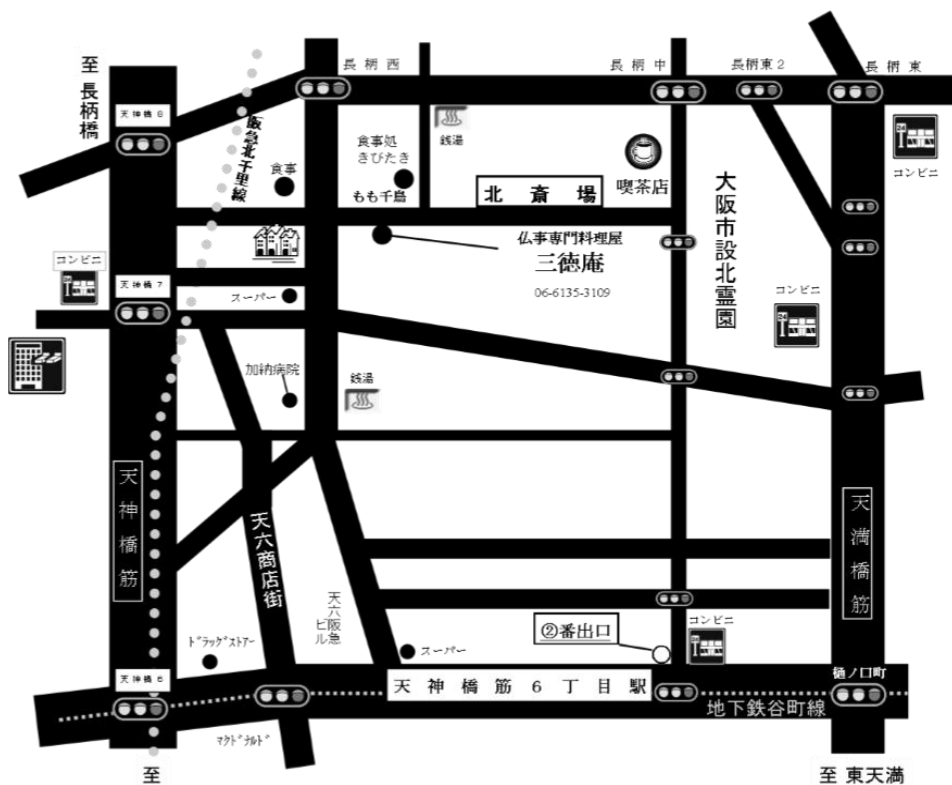 至 長柄橋
長柄西
長柄中
長柄東2
長柄東
天神橋8
阪急北千里線
銭湯
食事
食事処
きびたき
もも千鳥
北斎場
喫茶店
24
コンビニ
大阪市設北霊園
仏事専門料理屋
三徳庵
06-6135-3109
コンビニ
天神橋7
スーパー
コンビニ
24
加納病院
銭湯
天神橋筋
天六商店街
天満橋筋
天六阪急
ビル
②番出口
コンビニ
ドラッグストアー
スーパー
天神橋6
天神橋筋6丁目駅
樋ノ口町
地下鉄谷町線
マクドナルド
至
至 東天満